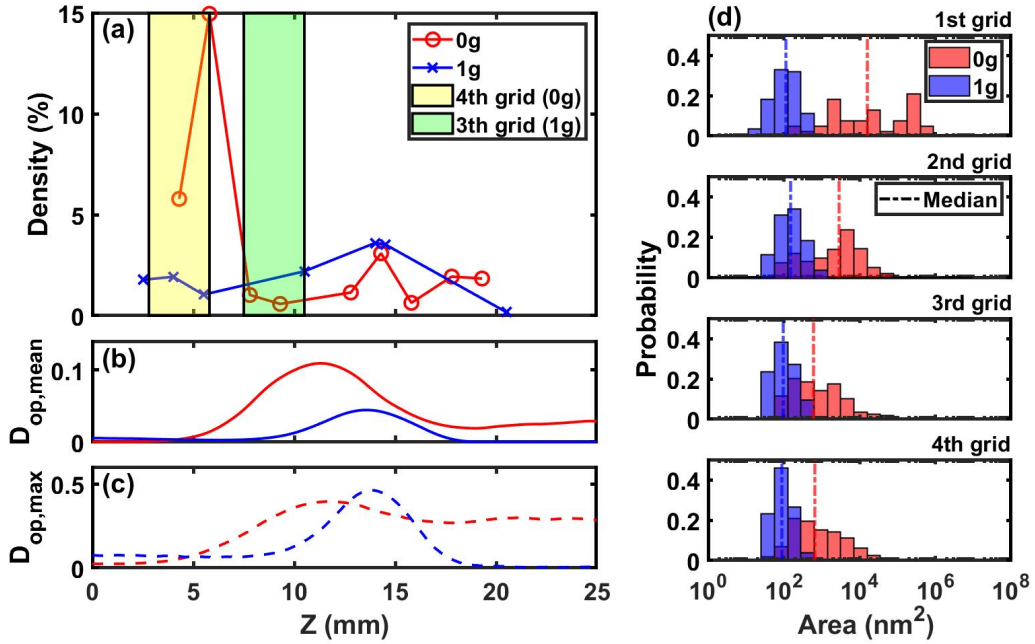 (a)
15
10
5
0
Density (%)
0g
1g
4th grid (0g)
3th grid (1g)
(b)
0.1
0
D_op,mean
(c)
0.5
0
D_op,max
0 5 10 15 20 25
Z (mm)
(d)
1st grid
0.4
0.2
0
0g
1g
2nd grid
0.4
0.2
0
Median
3rd grid
0.4
0.2
0
4th grid
0.4
0.2
0
Probability
10^0 10^2 10^4 10^6 10^8
Area (nm^2)